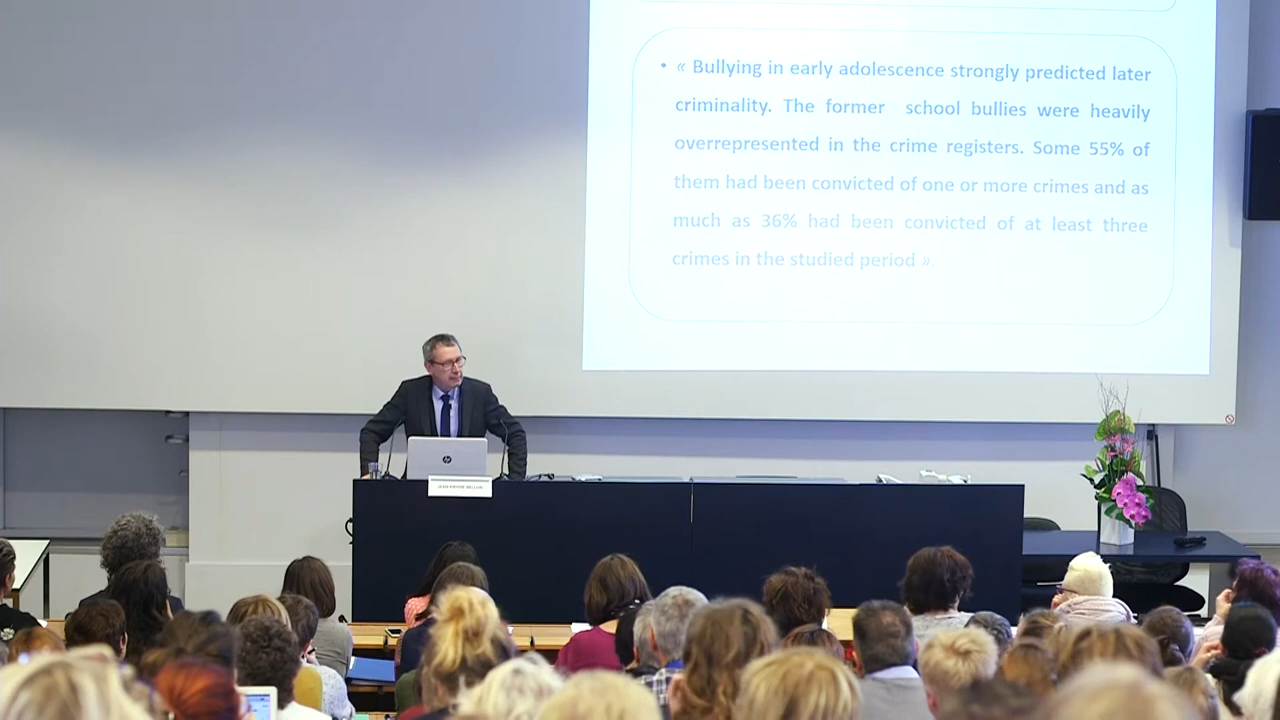 • « Bullying in early adolescence strongly predicted later
criminality. The former school bullies were heavily
overrepresented in the crime registers. Some 55% of
them had been convicted of one or more crimes and as
much as 36% had been convicted of at least three
crimes in the studied period ».
hp